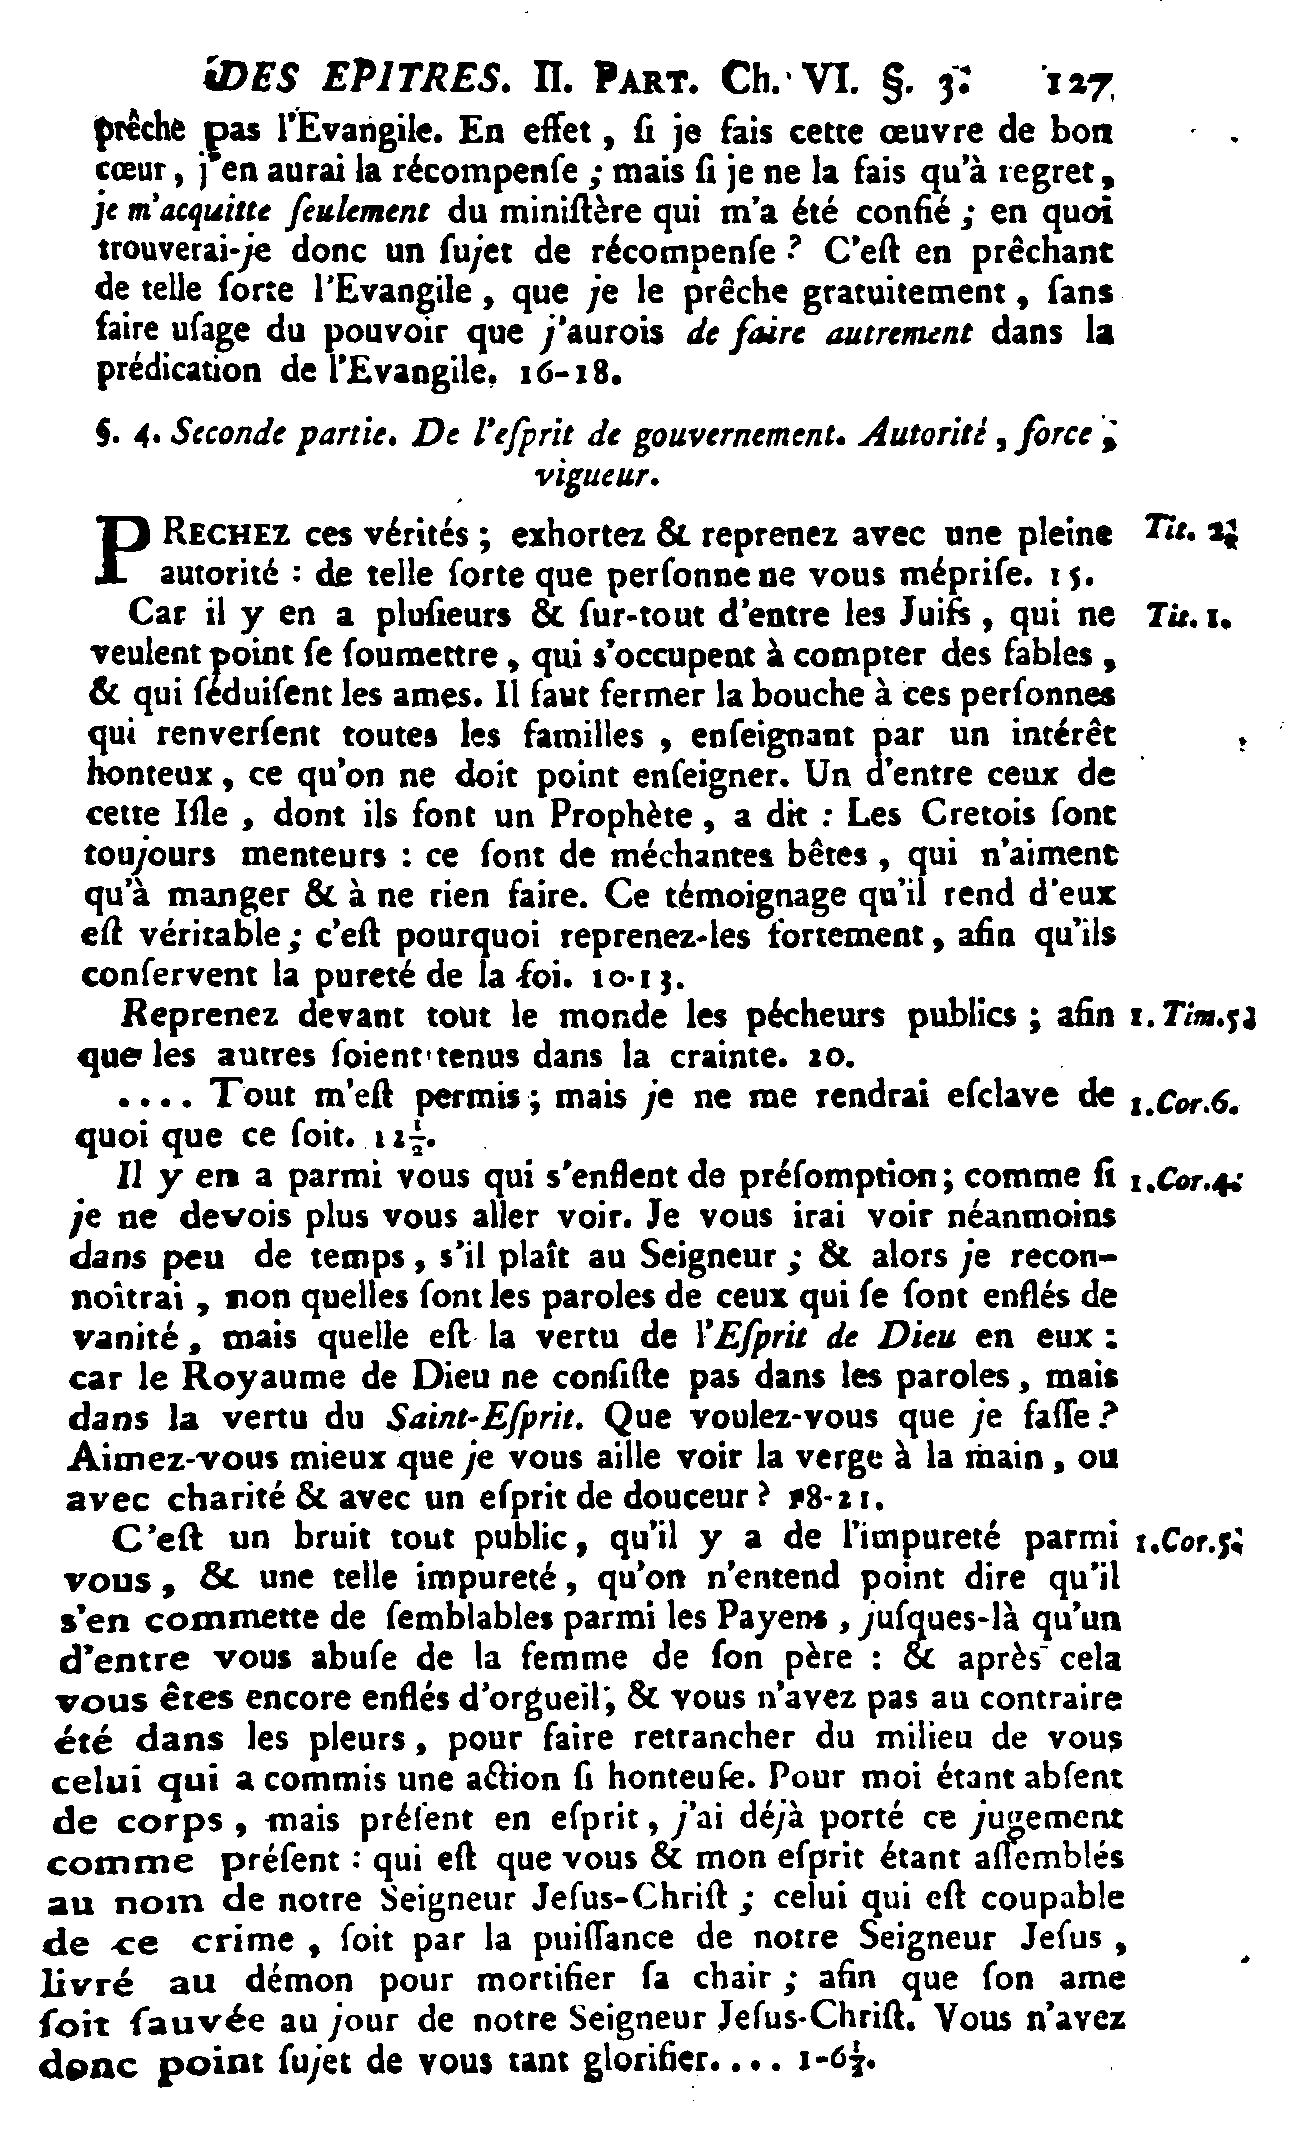 DES EPITRES. II. PART. Ch. VI. §. 3. 127
prêche pas l'Evangile. En effet, ſi je fais cette œuvre de bon
cœur, j'en aurai la récompenſe; mais ſi je ne la fais qu'à regret,
je m'acquitte ſeulement du miniſtère qui m'a été confié; en quoi
trouverai-je donc un ſujet de récompenſe? C'eſt en prêchant
de telle ſorte l'Evangile, que je le prêche gratuitement, ſans
faire uſage du pouvoir que j'aurois de faire autrement dans la
prédication de l'Evangile. 16-18.
§. 4. Seconde partie. De l'eſprit de gouvernement. Autorité, force,
vigueur.
PRECHEZ ces vérités; exhortez & reprenez avec une pleine Tit. 2.
autorité: de telle ſorte que perſonne ne vous mépriſe. 15.
Car il y en a pluſieurs & ſur-tout d'entre les Juifs, qui ne Tit. 1.
veulent point ſe ſoumettre, qui s'occupent à compter des fables,
& qui ſéduiſent les ames. Il faut fermer la bouche à ces perſonnes
qui renverſent toutes les familles, enſeignant par un intérêt
honteux, ce qu'on ne doit point enſeigner. Un d'entre ceux de
cette Iſle, dont ils font un Prophète, a dit: Les Cretois ſont
toujours menteurs: ce ſont de méchantes bêtes, qui n'aiment
qu'à manger & à ne rien faire. Ce témoignage qu'il rend d'eux
eſt véritable; c'eſt pourquoi reprenez-les fortement, afin qu'ils
conſervent la pureté de la foi. 10-13.
Reprenez devant tout le monde les pécheurs publics; afin 1. Tim. 5.
que les autres ſoient tenus dans la crainte. 20.
.... Tout m'eſt permis; mais je ne me rendrai eſclave de 1. Cor. 6.
quoi que ce ſoit. 12½.
Il y en a parmi vous qui s'enflent de préſomption; comme ſi 1. Cor. 4.
je ne devois plus vous aller voir. Je vous irai voir néanmoins
dans peu de temps, s'il plaît au Seigneur; & alors je recon-
noîtrai, non quelles ſont les paroles de ceux qui ſe ſont enflés de
vanité, mais quelle eſt la vertu de l'Eſprit de Dieu en eux:
car le Royaume de Dieu ne conſiſte pas dans les paroles, mais
dans la vertu du Saint-Eſprit. Que voulez-vous que je faſſe?
Aimez-vous mieux que je vous aille voir la verge à la main, ou
avec charité & avec un eſprit de douceur? 18-21.
C'eſt un bruit tout public, qu'il y a de l'impureté parmi 1. Cor. 5.
vous, & une telle impureté, qu'on n'entend point dire qu'il
s'en commette de ſemblables parmi les Payens, juſques-là qu'un
d'entre vous abuſe de la femme de ſon père: & après cela
vous êtes encore enflés d'orgueil; & vous n'avez pas au contraire
été dans les pleurs, pour faire retrancher du milieu de vous
celui qui a commis une action ſi honteuſe. Pour moi étant abſent
de corps, mais préſent en eſprit, j'ai déjà porté ce jugement
comme préſent: qui eſt que vous & mon eſprit étant aſſemblés
au nom de notre Seigneur Jeſus-Chriſt; celui qui eſt coupable
de ce crime, ſoit par la puiſſance de notre Seigneur Jeſus,
livré au démon pour mortifier ſa chair; afin que ſon ame
ſoit ſauvée au jour de notre Seigneur Jeſus-Chriſt. Vous n'avez
donc point ſujet de vous tant glorifier.... 1-6½.